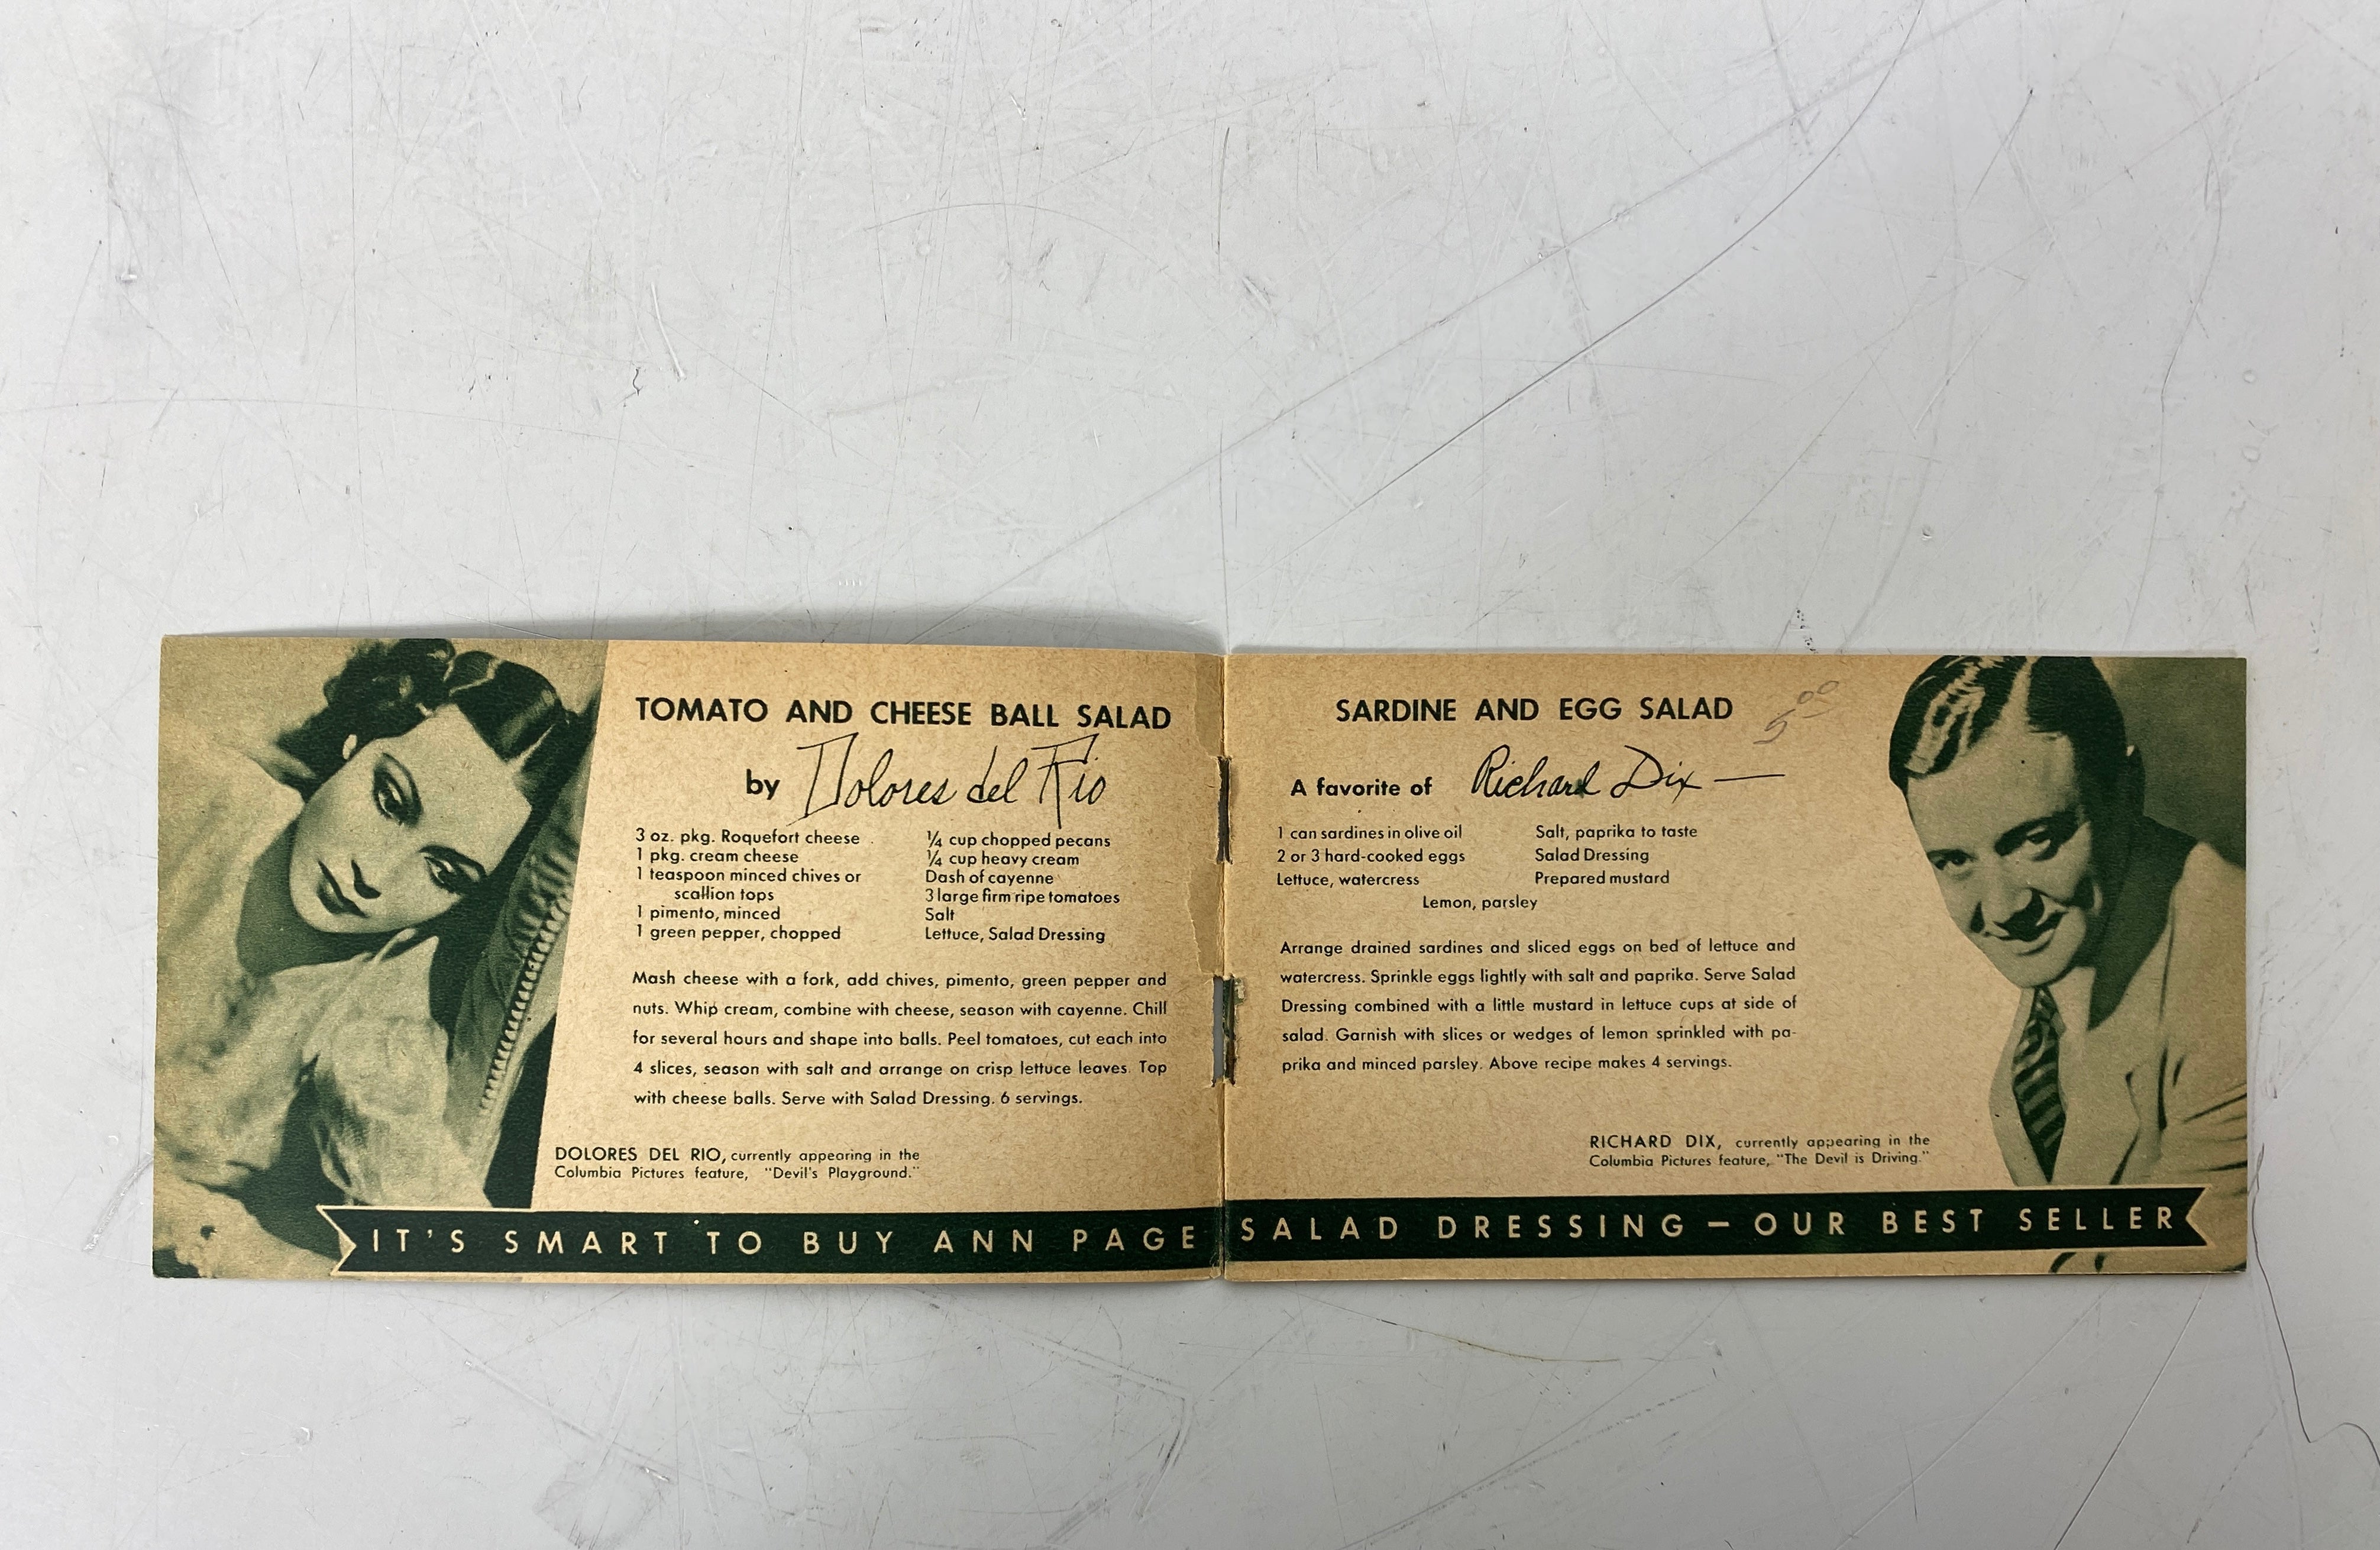 TOMATO AND CHEESE BALL SALAD
by Dolores del Rio
3 oz. pkg. Roquefort cheese
1 pkg. cream cheese
1 teaspoon minced chives or
scallion tops
1 pimento, minced
1 green pepper, chopped
¼ cup chopped pecans
¼ cup heavy cream
Dash of cayenne
3 large firm ripe tomatoes
Salt
Lettuce, Salad Dressing
Mash cheese with a fork, add chives, pimento, green pepper and
nuts. Whip cream, combine with cheese, season with cayenne. Chill
for several hours and shape into balls. Peel tomatoes, cut each into
4 slices, season with salt and arrange on crisp lettuce leaves. Top
with cheese balls. Serve with Salad Dressing. 6 servings.
DOLORES DEL RIO, currently appearing in the
Columbia Pictures feature, "Devil's Playground."
SARDINE AND EGG SALAD
5.00
A favorite of Richard Dix —
1 can sardines in olive oil
2 or 3 hard-cooked eggs
Lettuce, watercress
Salt, paprika to taste
Salad Dressing
Prepared mustard
Lemon, parsley
Arrange drained sardines and sliced eggs on bed of lettuce and
watercress. Sprinkle eggs lightly with salt and paprika. Serve Salad
Dressing combined with a little mustard in lettuce cups at side of
salad. Garnish with slices or wedges of lemon sprinkled with pa-
prika and minced parsley. Above recipe makes 4 servings.
RICHARD DIX, currently appearing in the
Columbia Pictures feature, "The Devil is Driving."
IT'S SMART TO BUY ANN PAGE SALAD DRESSING — OUR BEST SELLER